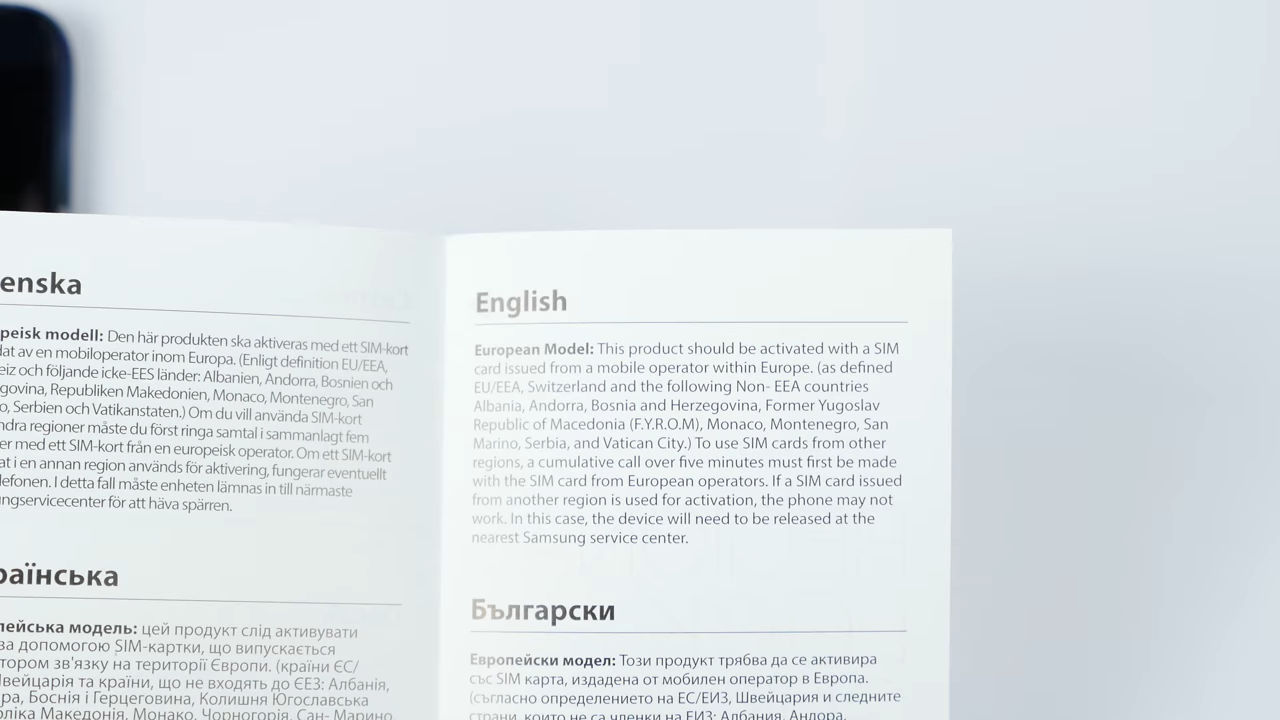 enska
peisk modell: Den här produkten ska aktiveras med ett SIM-kort
dat av en mobiloperator inom Europa. (Enligt definition EU/EEA,
eiz och följande icke-EES länder: Albanien, Andorra, Bosnien och
govina, Republiken Makedonien, Monaco, Montenegro, San
o, Serbien och Vatikanstaten.) Om du vill använda SIM-kort
ndra regioner måste du först ringa samtal i sammanlagt fem
er med ett SIM-kort från en europeisk operator. Om ett SIM-kort
at i en annan region används för aktivering, fungerar eventuellt
lefonen. I detta fall måste enheten lämnas in till närmaste
ngservicecenter för att häva spärren.
раїнська
пейська модель: цей продукт слід активувати
за допомогою SIM-картки, що випускається
тором зв'язку на території Європи. (країни ЄС/
Швейцарія та країни, що не входять до ЄЕЗ: Албанія,
ра, Боснія і Герцеговина, Колишня Югославська
ліка Македонія, Монако, Чорногорія, Сан- Марино
English
European Model: This product should be activated with a SIM
card issued from a mobile operator within Europe. (as defined
EU/EEA, Switzerland and the following Non- EEA countries
Albania, Andorra, Bosnia and Herzegovina, Former Yugoslav
Republic of Macedonia (F.Y.R.O.M), Monaco, Montenegro, San
Marino, Serbia, and Vatican City.) To use SIM cards from other
regions, a cumulative call over five minutes must first be made
with the SIM card from European operators. If a SIM card issued
from another region is used for activation, the phone may not
work. In this case, the device will need to be released at the
nearest Samsung service center.
Български
Европейски модел: Този продукт трябва да се активира
със SIM карта, издадена от мобилен оператор в Европа.
(съгласно определението на ЕС/ЕИЗ, Швейцария и следните
страни, които не са членки на ЕИЗ: Албания, Андора,